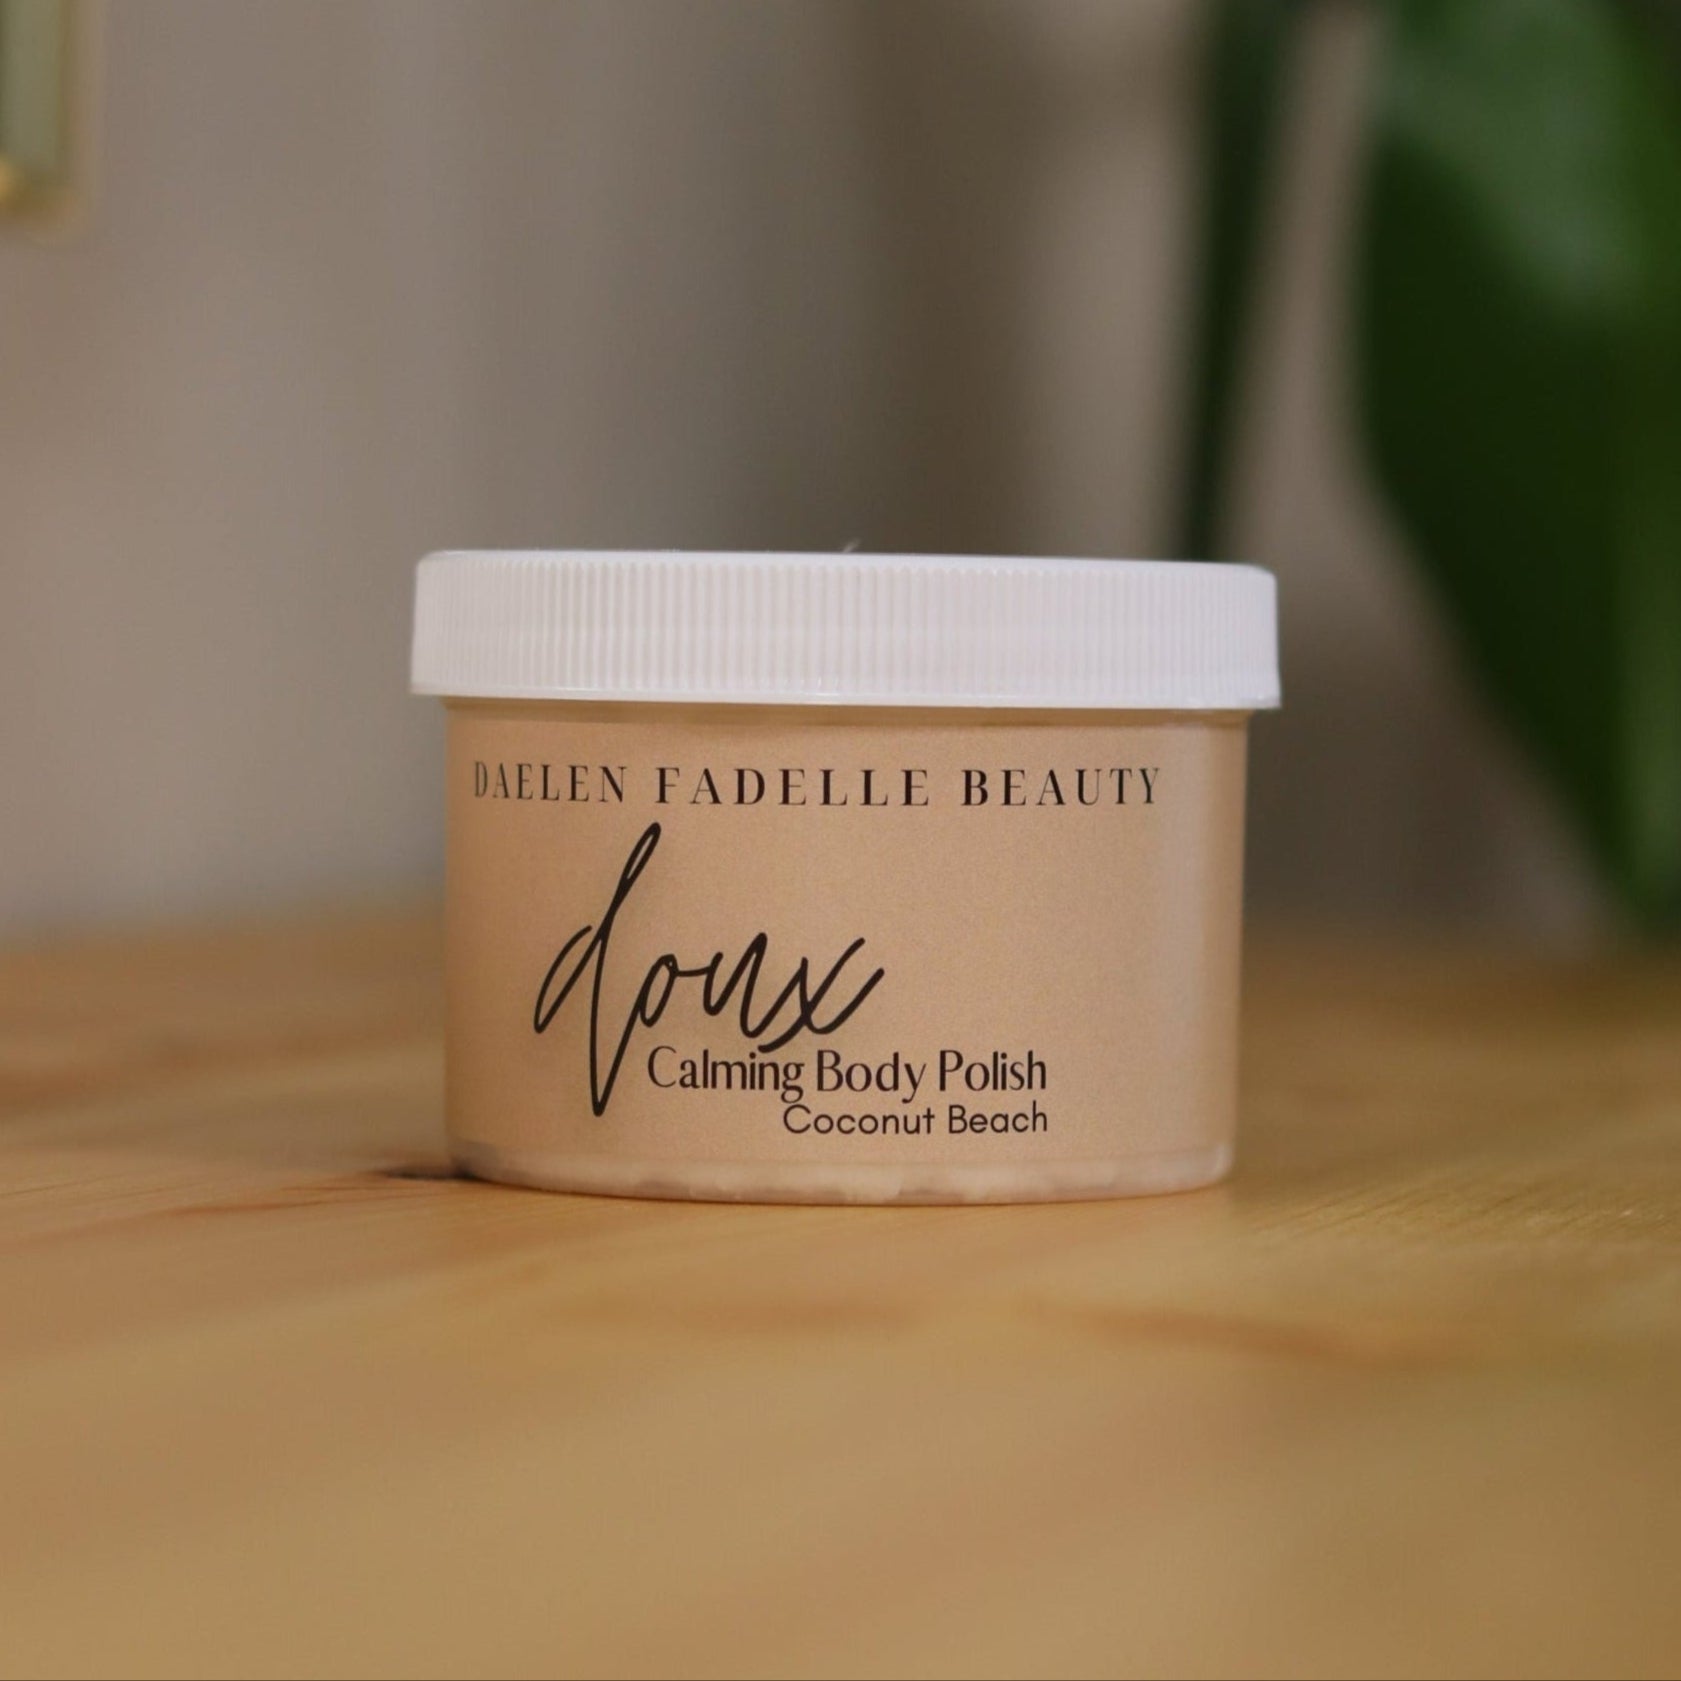 DAELEN FADELLE BEAUTY
doux
Calming Body Polish
Coconut Beach